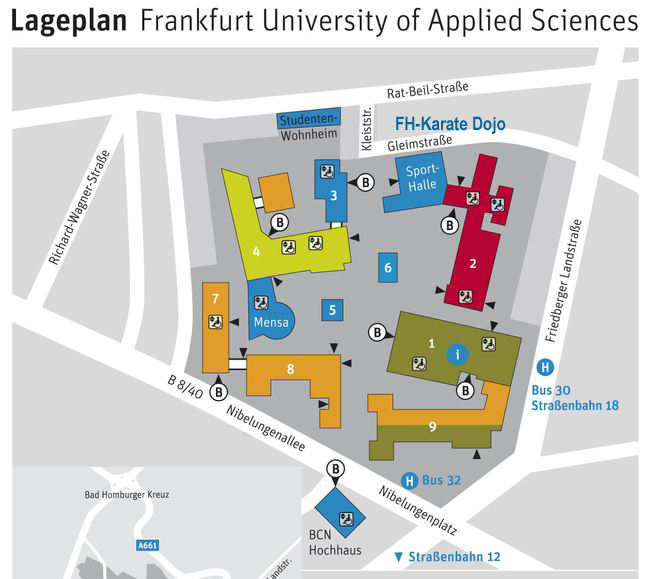 Lageplan Frankfurt University of Applied Sciences
Rat-Beil-Straße
Studenten-
Wohnheim
Kleiststr.
FH-Karate Dojo
Gleimstraße
Richard-Wagner-Straße
Sport-
Halle
3
B
B
B
4
2
6
Friedberger Landstraße
7
Mensa
5
1
i
B
H
Bus 30
Straßenbahn 18
8
B 8/40
B
B
9
Nibelungenallee
B
H Bus 32
Nibelungenplatz
Bad Homburger Kreuz
A661
BCN
Hochhaus
Straßenbahn 12